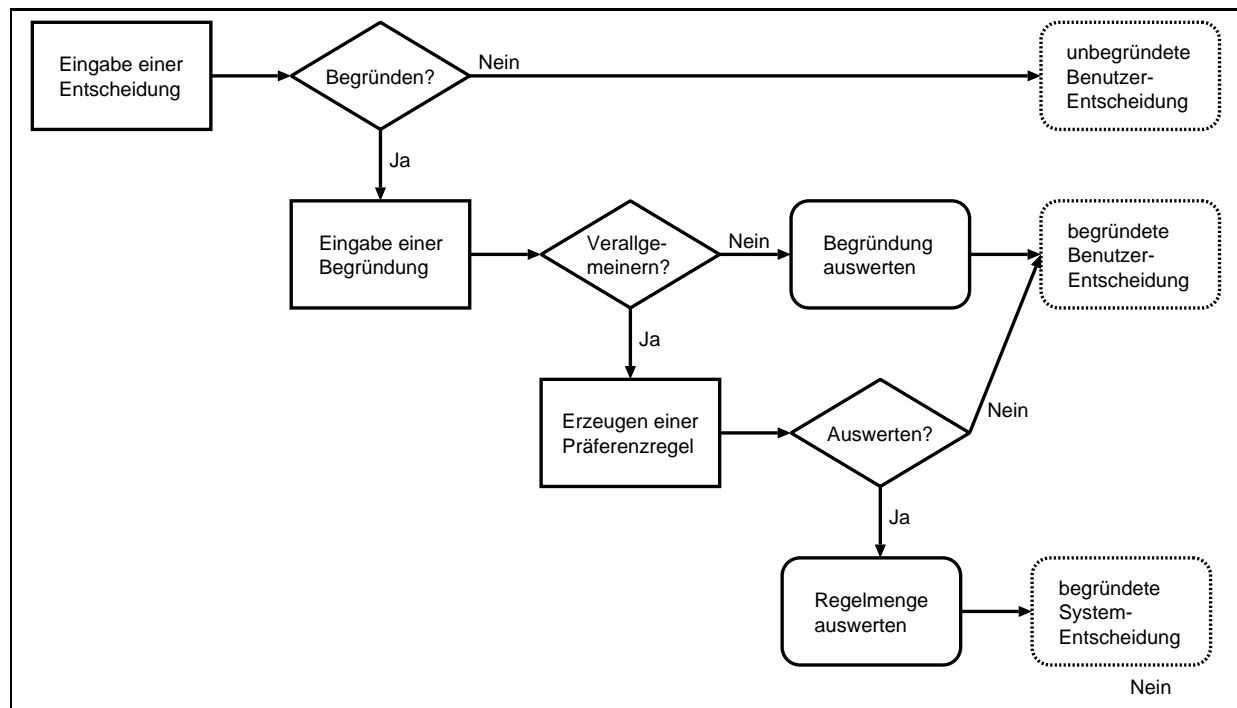 Eingabe einer
Entscheidung
Begründen?
Nein
unbegründete
Benutzer-
Entscheidung
Ja
Eingabe einer
Begründung
Verallge-
meinern?
Nein
Begründung
auswerten
begründete
Benutzer-
Entscheidung
Ja
Erzeugen einer
Präferenzregel
Auswerten?
Nein
Ja
Regelmenge
auswerten
begründete
System-
Entscheidung
Nein